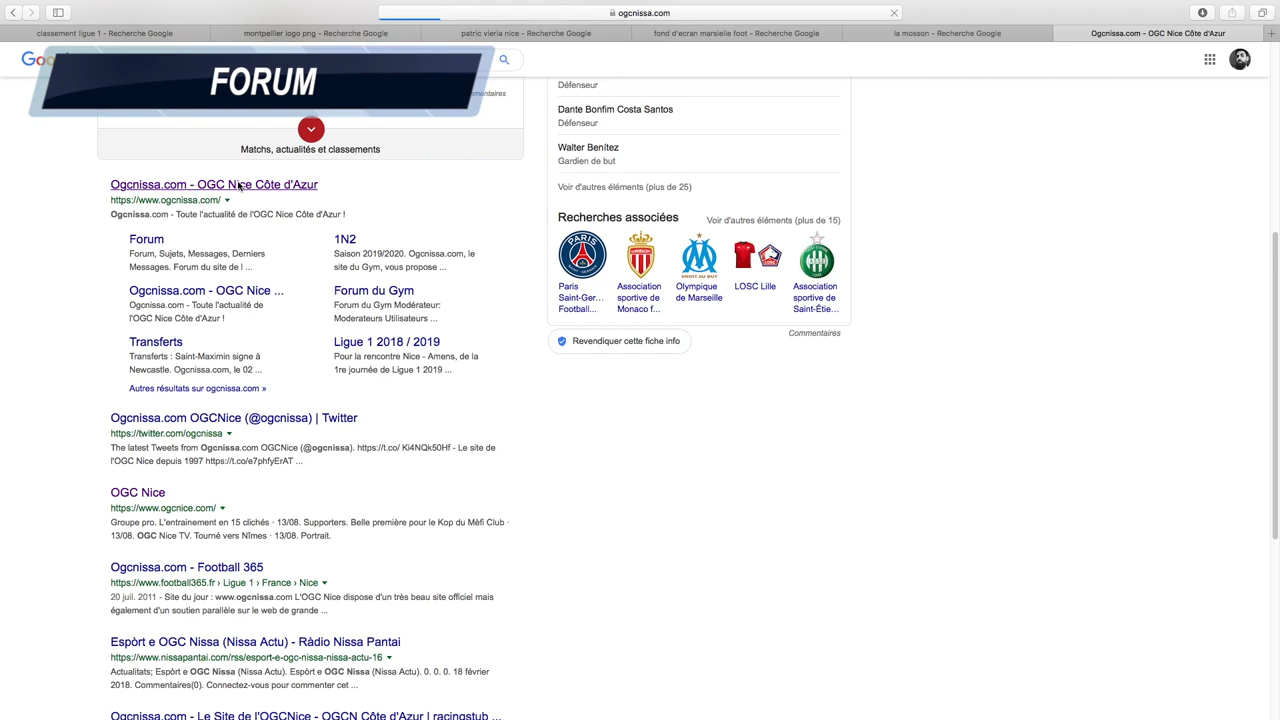 ogcnissa.com
classement ligue 1 - Recherche Google
montpellier logo png - Recherche Google
patric vieria nice - Recherche Google
fond d'ecran marsielle foot - Recherche Google
la mosson - Recherche Google
Ogcnissa.com - OGC Nice Côte d'Azur
FORUM
Matchs, actualités et classements
Ogcnissa.com - OGC Nice Côte d'Azur
https://www.ogcnissa.com/
Ogcnissa.com - Toute l'actualité de l'OGC Nice Côte d'Azur !
Forum
Forum, Sujets, Messages, Derniers
Messages. Forum du site de l ...
1N2
Saison 2019/2020. Ogcnissa.com, le
site du Gym, vous propose ...
Ogcnissa.com - OGC Nice ...
Ogcnissa.com - Toute l'actualité de
l'OGC Nice Côte d'Azur !
Forum du Gym
Forum du Gym Modérateur:
Moderateurs Utilisateurs ...
Transferts
Transferts : Saint-Maximin signe à
Newcastle. Ogcnissa.com, le 02 ...
Ligue 1 2018 / 2019
Pour la rencontre Nice - Amens, de la
1re journée de Ligue 1 2019 ...
Autres résultats sur ogcnissa.com »
Ogcnissa.com OGCNice (@ogcnissa) | Twitter
https://twitter.com/ogcnissa
The latest Tweets from Ogcnissa.com OGCNice (@ogcnissa). https://t.co/ Ki4NQk50Hf - Le site de
l'OGC Nice depuis 1997 https://t.co/e7phfyErAT ...
OGC Nice
https://www.ogcnice.com/
Groupe pro. L'entrainement en 15 clichés · 13/08. Supporters. Belle première pour le Kop du Mèfi Club ·
13/08. OGC Nice TV. Tourné vers Nîmes · 13/08. Portrait.
Ogcnissa.com - Football 365
https://www.football365.fr › Ligue 1 › France › Nice
20 juil. 2011 - Site du jour : www.ogcnissa.com L'OGC Nice dispose d'un très beau site officiel mais
également d'un soutien parallèle sur le web de grande ...
Espòrt e OGC Nissa (Nissa Actu) - Ràdio Nissa Pantai
https://www.nissapantai.com/rss/esport-e-ogc-nissa-nissa-actu-16
Actualitats; Espòrt e OGC Nissa (Nissa Actu). Espòrt e OGC Nissa (Nissa Actu). 0. 0. 0. 18 février
2018. Commentaires(0). Connectez-vous pour commenter cet ...
Ogcnissa.com - Le Site de l'OGCNice - OGCN Côte d'Azur | racingstub ...
Défenseur
Dante Bonfim Costa Santos
Défenseur
Walter Benítez
Gardien de but
Voir d'autres éléments (plus de 25)
Recherches associées
Voir d'autres éléments (plus de 15)
PARIS
Paris
Saint-Ger...
Football...
Association
sportive de
Monaco f...
Olympique
de Marseille
LOSC Lille
Association
sportive de
Saint-Étie...
Commentaires
Revendiquer cette fiche info